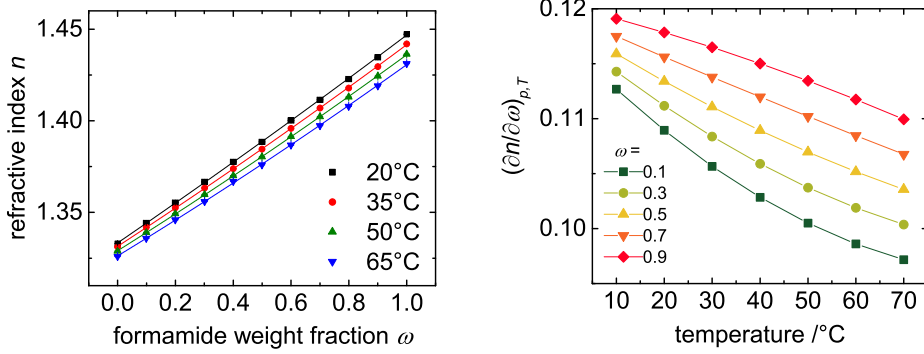 1.45
1.40
1.35
refractive index n
20°C
35°C
50°C
65°C
0.0 0.2 0.4 0.6 0.8 1.0
formamide weight fraction ω
0.12
0.11
0.10
(∂n/∂ω)p,T
ω =
0.1
0.3
0.5
0.7
0.9
10 20 30 40 50 60 70
temperature /°C